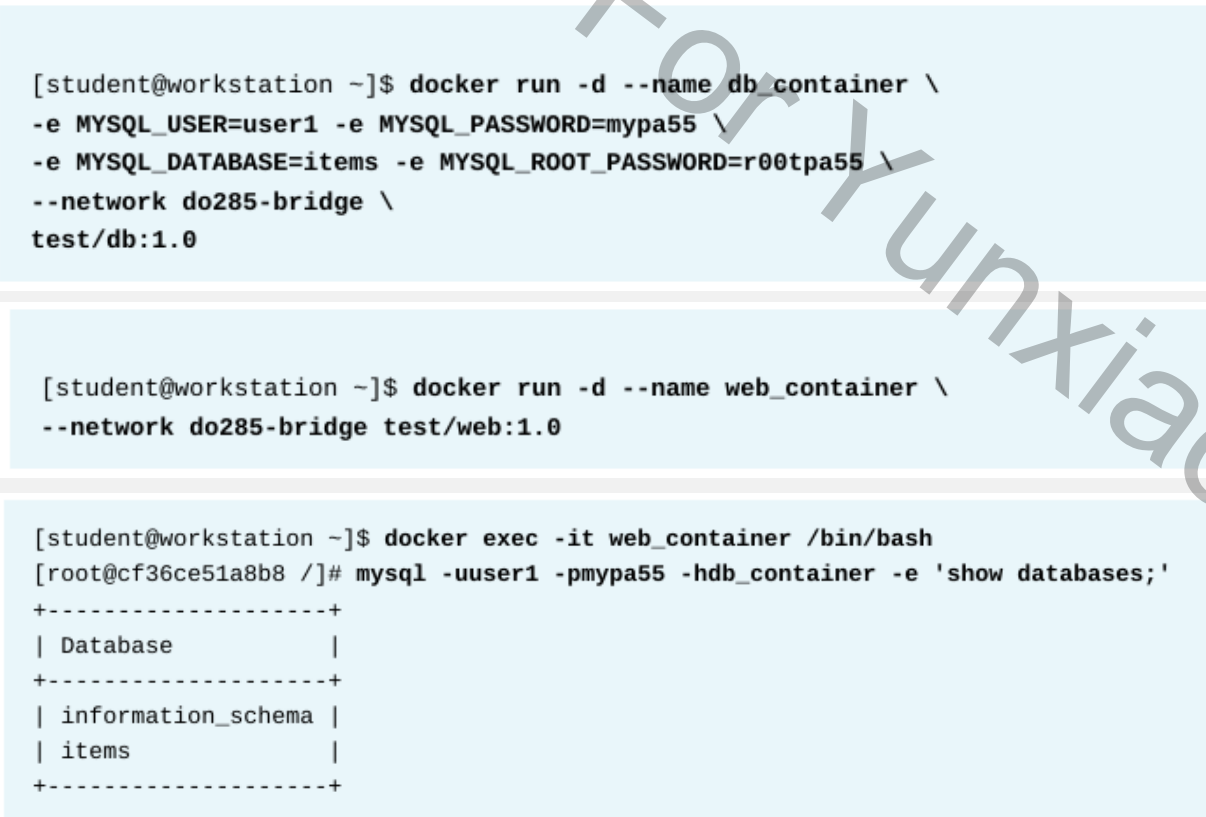 [student@workstation ~]$ docker run -d --name db_container \
-e MYSQL_USER=user1 -e MYSQL_PASSWORD=mypa55 \
-e MYSQL_DATABASE=items -e MYSQL_ROOT_PASSWORD=r00tpa55 \
--network do285-bridge \
test/db:1.0
For Yunxiao
[student@workstation ~]$ docker run -d --name web_container \
--network do285-bridge test/web:1.0
[student@workstation ~]$ docker exec -it web_container /bin/bash
[root@cf36ce51a8b8 /]# mysql -uuser1 -pmypa55 -hdb_container -e 'show databases;'
+--------------------+
| Database           |
+--------------------+
| information_schema |
| items              |
+--------------------+